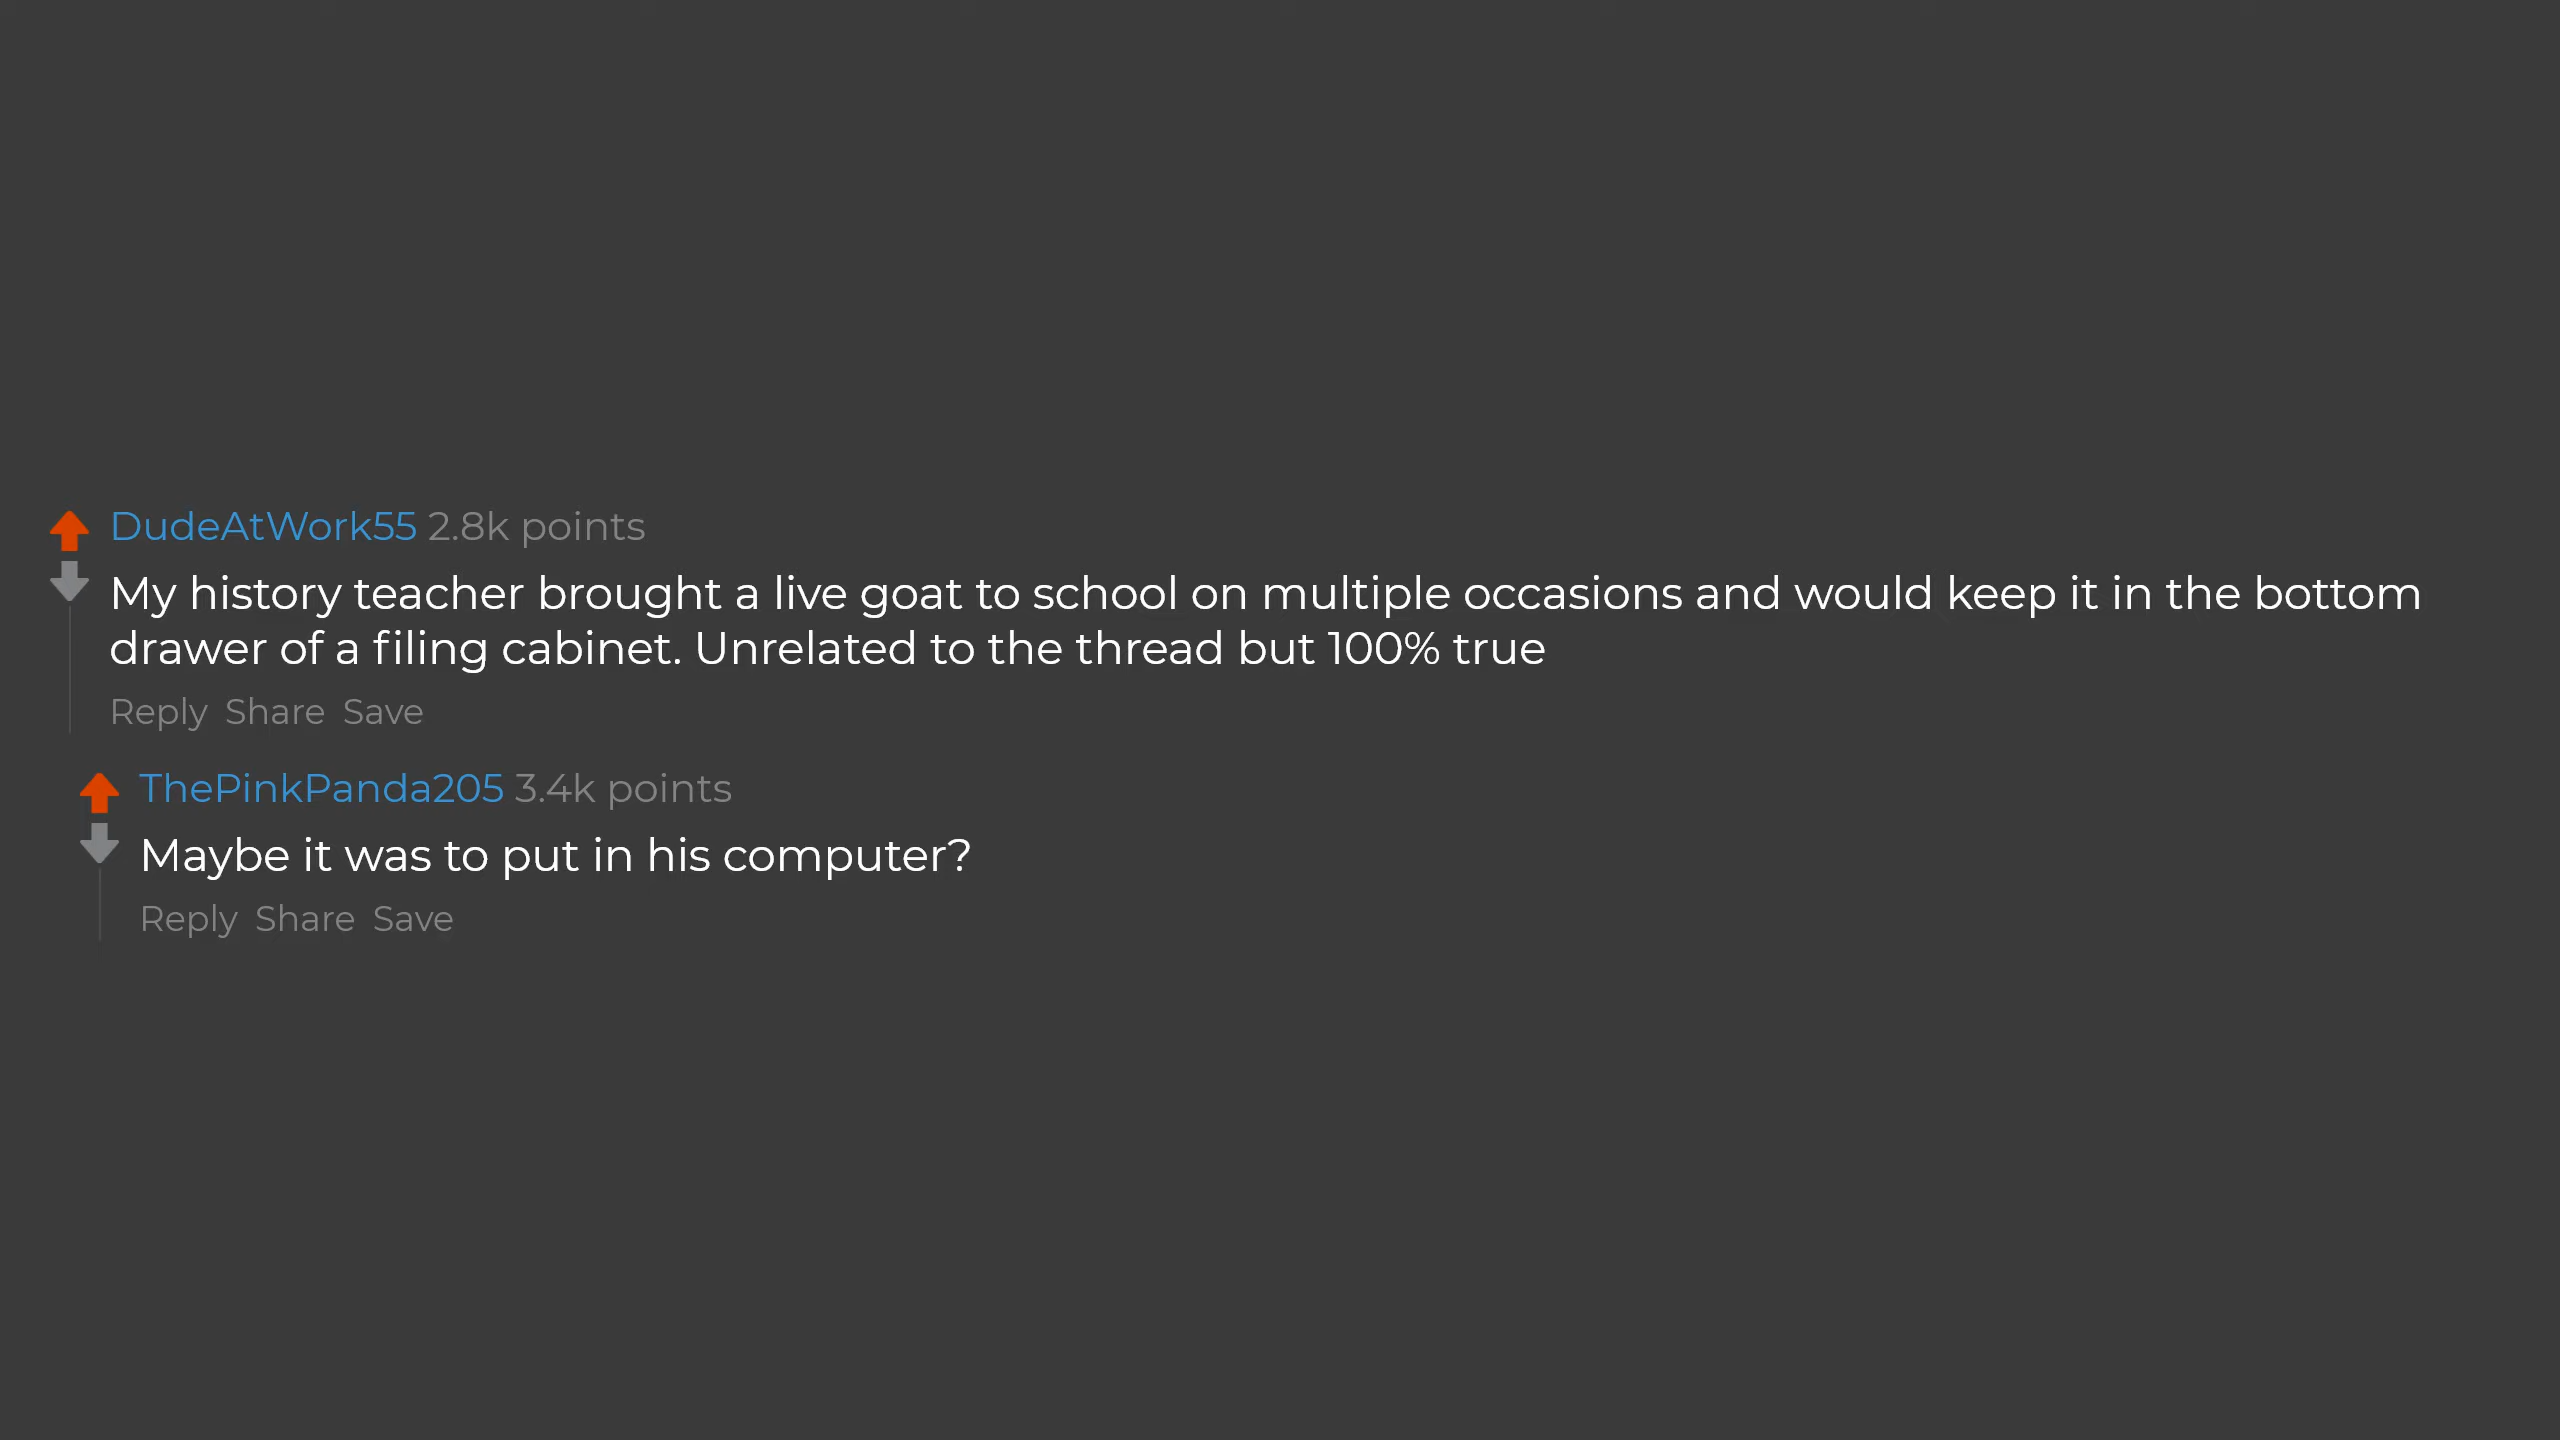 DudeAtWork55 2.8k points
My history teacher brought a live goat to school on multiple occasions and would keep it in the bottom
drawer of a filing cabinet. Unrelated to the thread but 100% true
Reply Share Save
ThePinkPanda205 3.4k points
Maybe it was to put in his computer?
Reply Share Save